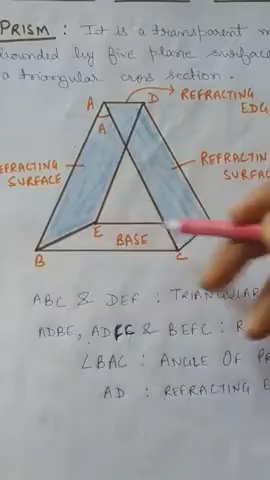 PRISM : It is a transparent m
bounded by five plane surface
a triangular cross section.
A
D
REFRACTING
EDG
A
REFRACTING
SURFACE
REFRACTIN
SURFAC
E
BASE
B
C
ABC & DEF : TRIANGULAR
ADBE, ADFC & BEFC : R
∠BAC : ANGLE OF PR
AD : REFRACTING E